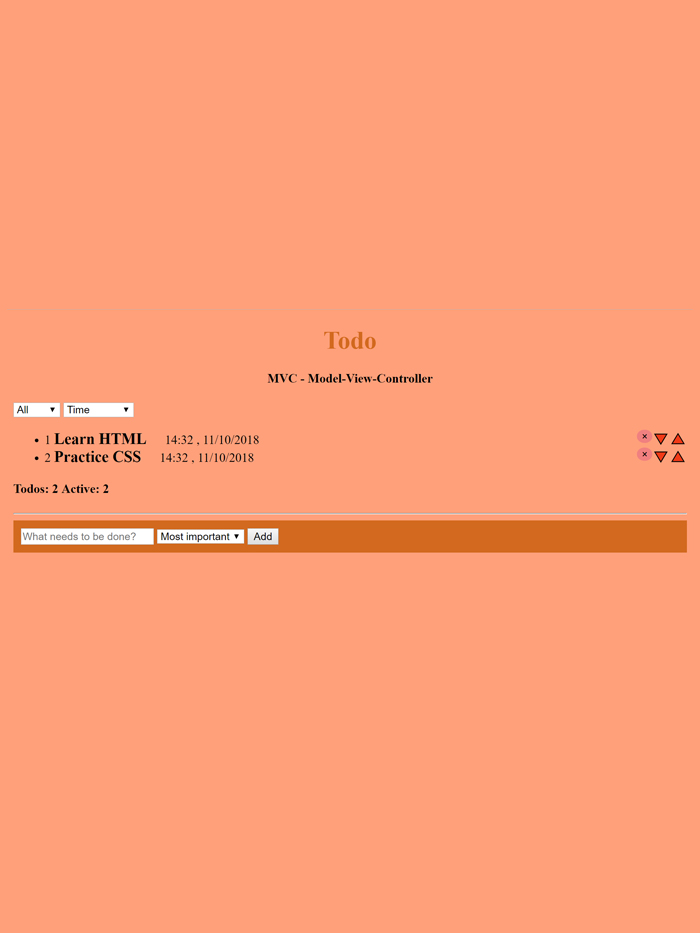 Todo
MVC - Model-View-Controller
All Time
1 Learn HTML 14:32 , 11/10/2018 ×
2 Practice CSS 14:32 , 11/10/2018 ×
Todos: 2 Active: 2
What needs to be done? Most important Add